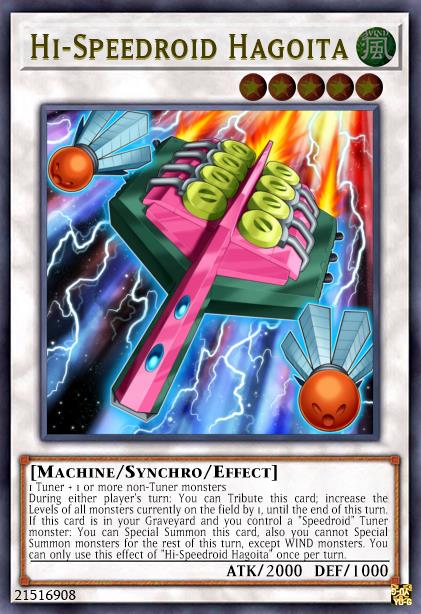 Hi-Speedroid Hagoita
WIND
風
[Machine/Synchro/Effect]
1 Tuner + 1 or more non-Tuner monsters
During either player's turn: You can Tribute this card; increase the
Levels of all monsters currently on the field by 1, until the end of this turn.
If this card is in your Graveyard and you control a "Speedroid" Tuner
monster: You can Special Summon this card, also you cannot Special
Summon monsters for the rest of this turn, except WIND monsters. You
can only use this effect of "Hi-Speedroid Hagoita" once per turn.
ATK/2000 DEF/1000
21516908